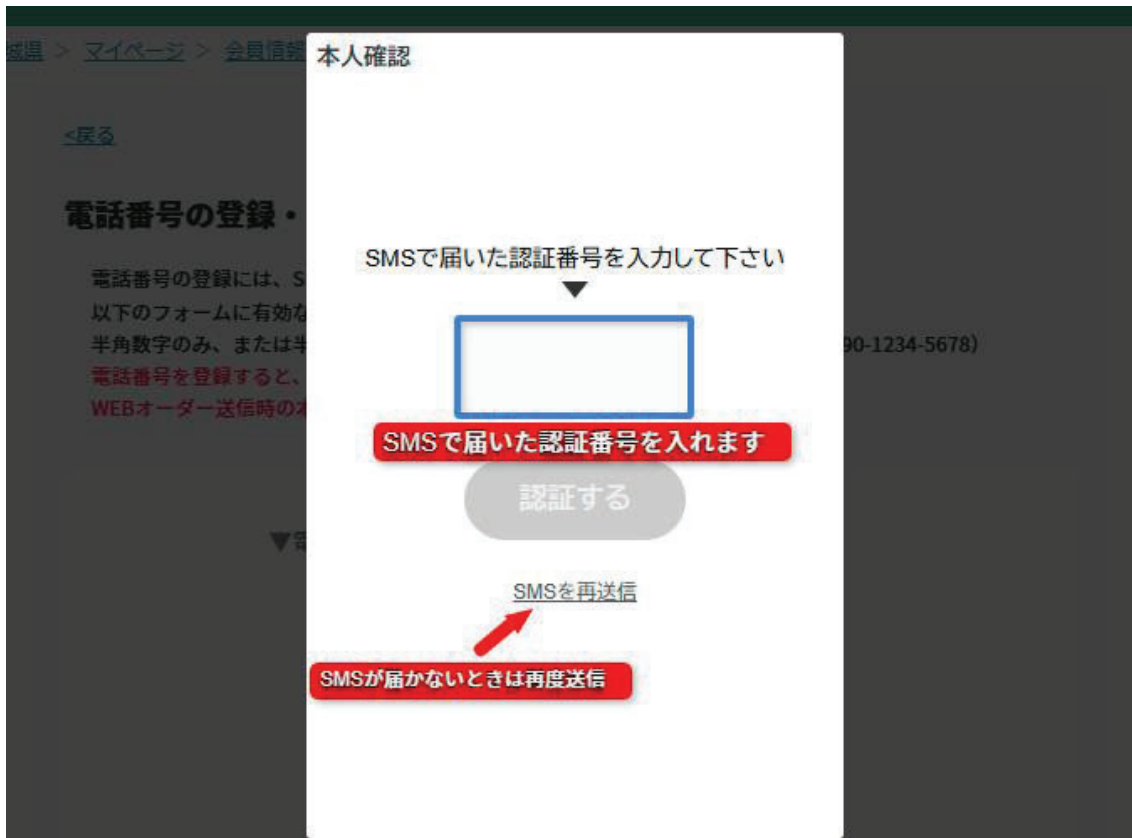 城県 > マイページ > 会員情報
本人確認
<戻る
電話番号の登録・
SMSで届いた認証番号を入力して下さい
▼
電話番号の登録には、S
以下のフォームに有効な
半角数字のみ、または半
90-1234-5678)
電話番号を登録すると、
WEBオーダー送信時の本
SMSで届いた認証番号を入れます
認証する
▼電
SMSを再送信
SMSが届かないときは再度送信